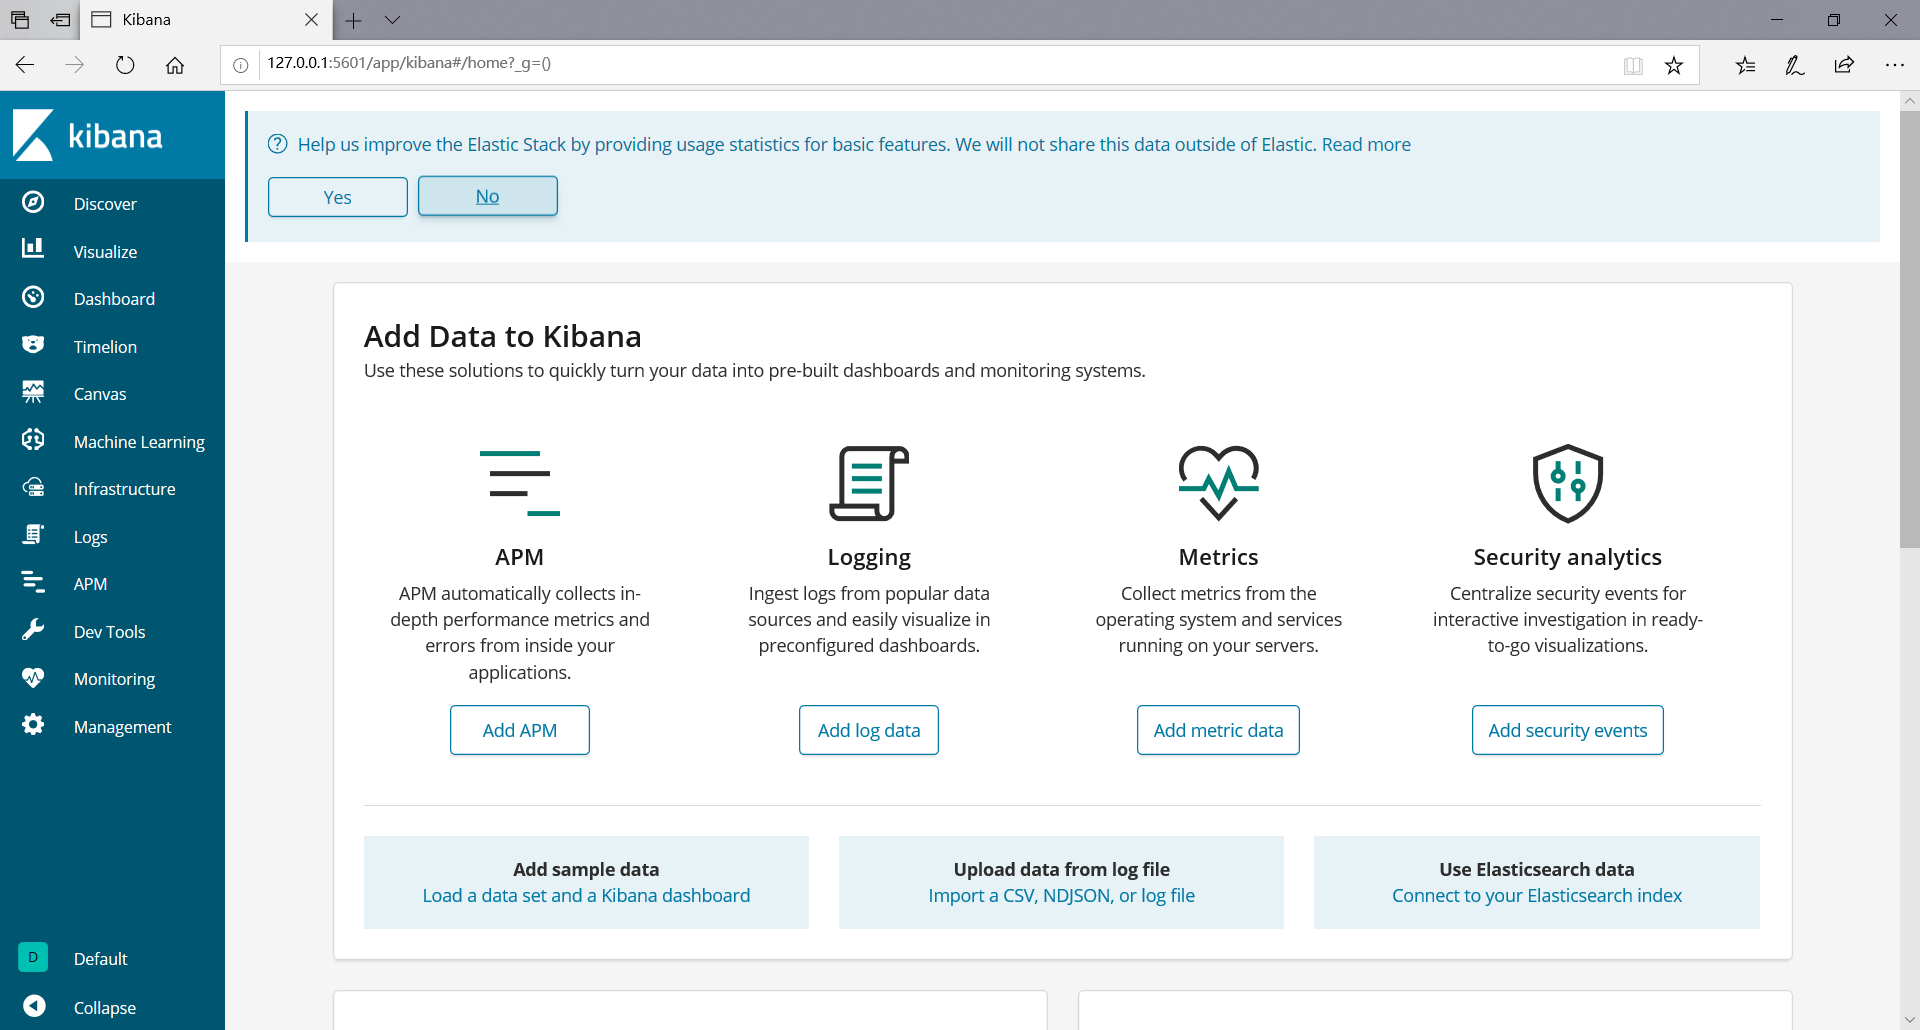 Kibana
127.0.0.1:5601/app/kibana#/home?_g=()
kibana
Discover
Visualize
Dashboard
Timelion
Canvas
Machine Learning
Infrastructure
Logs
APM
Dev Tools
Monitoring
Management
D Default
Collapse
Help us improve the Elastic Stack by providing usage statistics for basic features. We will not share this data outside of Elastic. Read more
Yes
No
Add Data to Kibana
Use these solutions to quickly turn your data into pre-built dashboards and monitoring systems.
APM
APM automatically collects in-
depth performance metrics and
errors from inside your
applications.
Add APM
Logging
Ingest logs from popular data
sources and easily visualize in
preconfigured dashboards.
Add log data
Metrics
Collect metrics from the
operating system and services
running on your servers.
Add metric data
Security analytics
Centralize security events for
interactive investigation in ready-
to-go visualizations.
Add security events
Add sample data
Load a data set and a Kibana dashboard
Upload data from log file
Import a CSV, NDJSON, or log file
Use Elasticsearch data
Connect to your Elasticsearch index